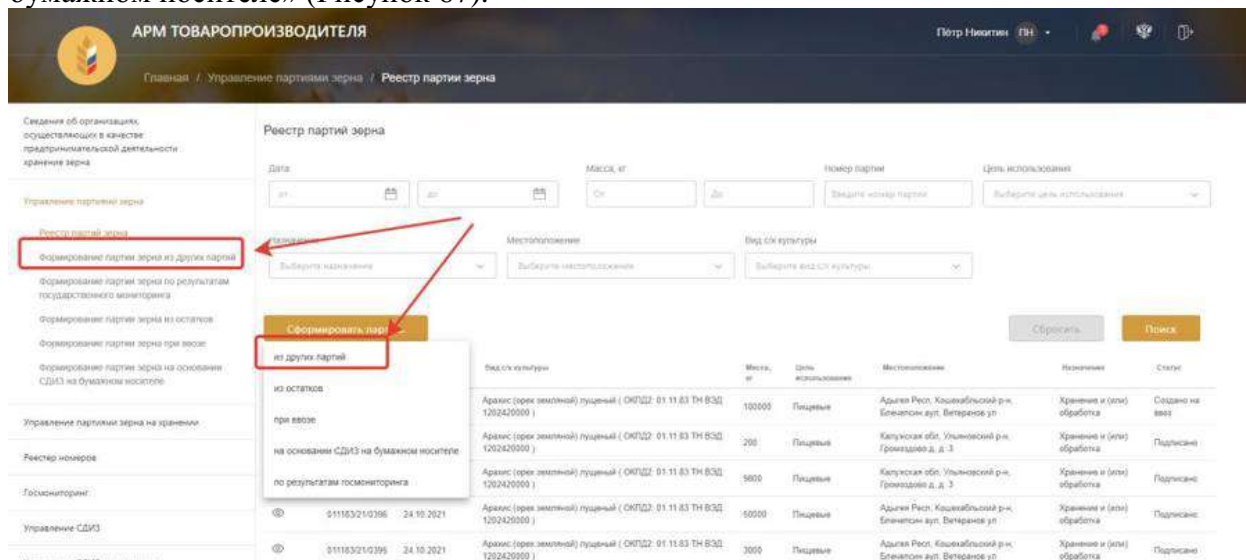 бумажном носителе» (Рисунок 87).
АРМ ТОВАРОПРОИЗВОДИТЕЛЯ
Пётр Никитин ПН
Главная / Управление партиями зерна / Реестр партии зерна
Сведения об организациях,
осуществляющих в качестве
предпринимательской деятельности
хранение зерна
Управление партиями зерна
Реестр партий зерна
Формирование партии зерна из других партий
Формирование партии зерна по результатам
государственного мониторинга
Формирование партии зерна из остатков
Формирование партии зерна при ввозе
Формирование партии зерна на основании
СДИЗ на бумажном носителе
Управление партиями зерна на хранении
Реестр номеров
Госмониторинг
Управление СДИЗ
Реестр партий зерна
Дата Масса, кг Номер партии Цель использования
от до От До Введите номер партии Выберите цель использования
Назначение Местоположение Вид с/х культуры
Выберите назначение Выберите местоположение Выберите вид с/х культуры
Сформировать Сбросить Поиск
из других партий
из остатков
при ввозе
на основании СДИЗ на бумажном носителе
по результатам госмониторинга
Вид с/х культуры Масса, кг Цель использования Местоположение Назначение Статус
Арахис (орех земляной) лущеный ( ОКПД2: 01.11.83 ТН ВЭД: 1202420000 ) 100000 Пищевые Адыгея Респ, Кошехабльский р-н, Блечепсин аул, Ветеранов ул Хранение и (или) обработка Создано на ввоз
Арахис (орех земляной) лущеный ( ОКПД2: 01.11.83 ТН ВЭД: 1202420000 ) 200 Пищевые Калужская обл, Ульяновский р-н, Громоздово д, д. 3 Хранение и (или) обработка Подписано
Арахис (орех земляной) лущеный ( ОКПД2: 01.11.83 ТН ВЭД: 1202420000 ) 5600 Пищевые Калужская обл, Ульяновский р-н, Громоздово д, д. 3 Хранение и (или) обработка Подписано
011183/21/0396 24.10.2021 Арахис (орех земляной) лущеный ( ОКПД2: 01.11.83 ТН ВЭД: 1202420000 ) 50000 Пищевые Адыгея Респ, Кошехабльский р-н, Блечепсин аул, Ветеранов ул Хранение и (или) обработка Подписано
011183/21/0395 24.10.2021 Арахис (орех земляной) лущеный ( ОКПД2: 01.11.83 ТН ВЭД: 1202420000 ) 3000 Пищевые Адыгея Респ, Кошехабльский р-н, Блечепсин аул, Ветеранов ул Хранение и (или) обработка Подписано